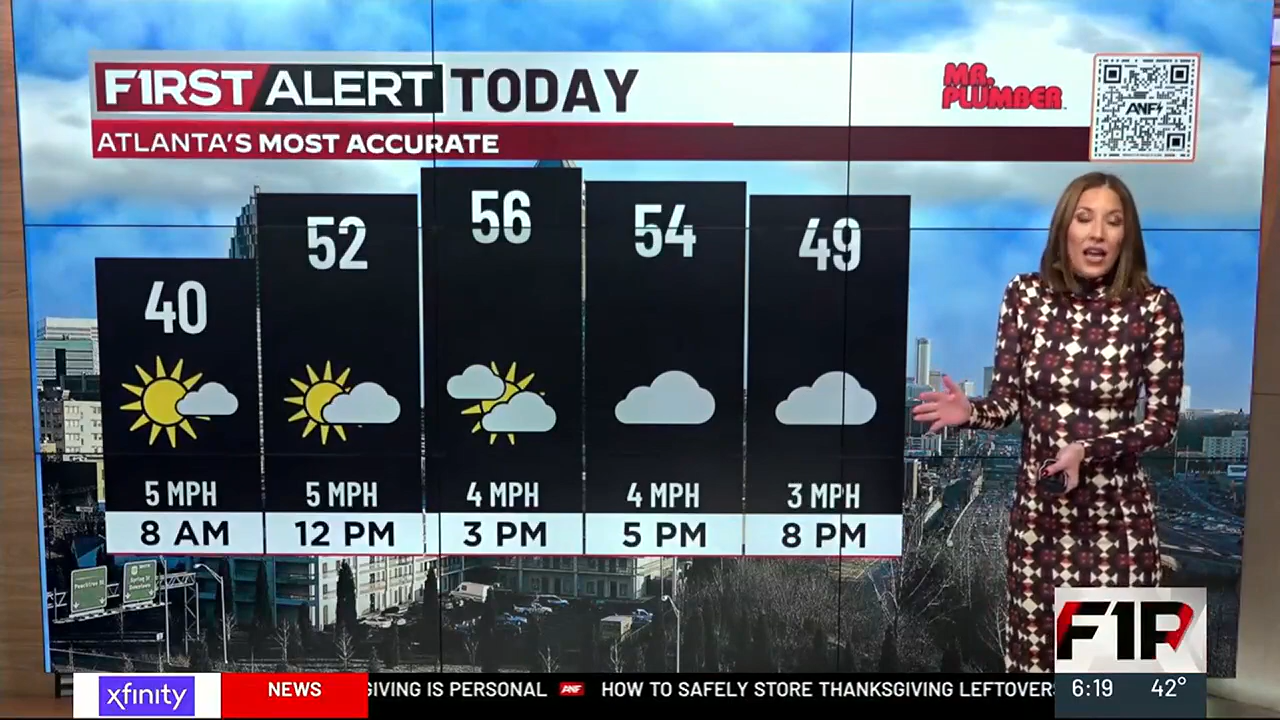 F1RST ALERT TODAY
MR. PLUMBER
ANF
ATLANTA'S MOST ACCURATE
40
52
56
54
49
5 MPH
5 MPH
4 MPH
4 MPH
3 MPH
8 AM
12 PM
3 PM
5 PM
8 PM
F1R
xfinity
NEWS
GIVING IS PERSONAL ANF HOW TO SAFELY STORE THANKSGIVING LEFTOVERS
6:19 42°